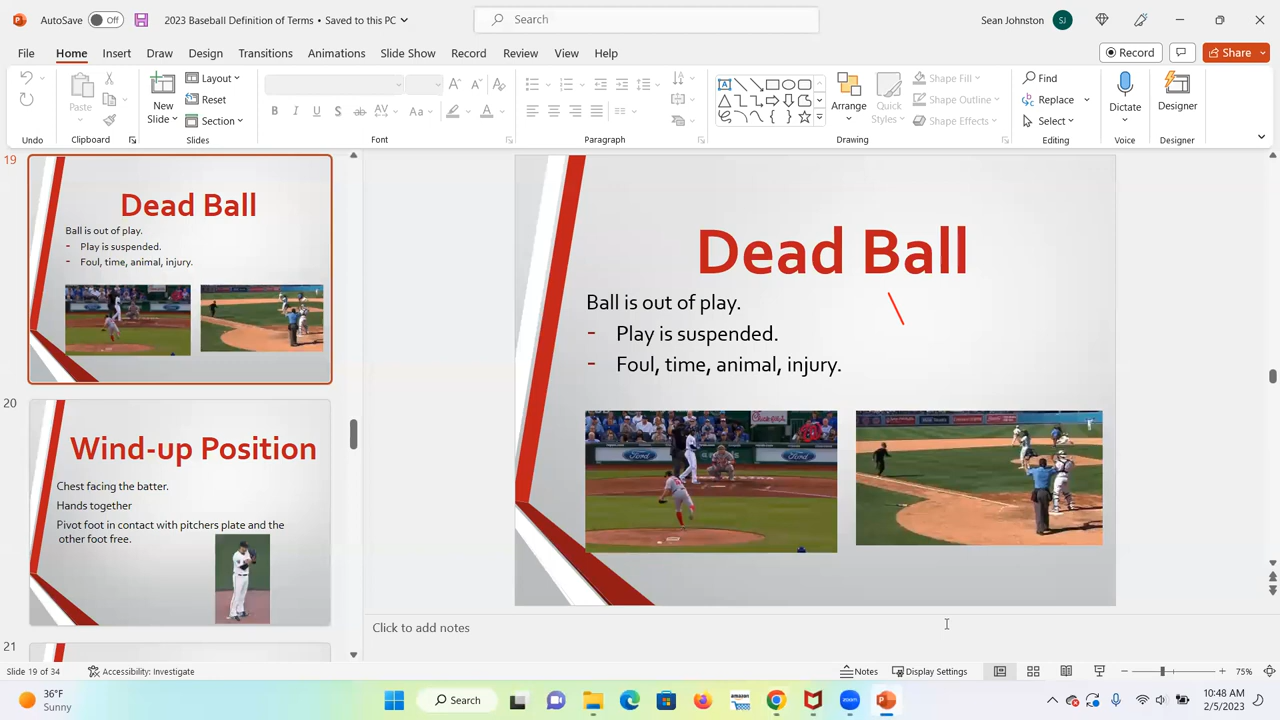 AutoSave Off 2023 Baseball Definition of Terms • Saved to this PC Search Sean Johnston SJ
File Home Insert Draw Design Transitions Animations Slide Show Record Review View Help Record Share
Paste New Slide Layout Reset Section Arrange Quick Styles Shape Fill Shape Outline Shape Effects Find Replace Select Dictate Designer
Undo Clipboard Slides Font Paragraph Drawing Editing Voice Designer
19
Dead Ball
Ball is out of play.
- Play is suspended.
- Foul, time, animal, injury.
20
Wind-up Position
Chest facing the batter.
Hands together
Pivot foot in contact with pitchers plate and the
other foot free.
21
Dead Ball
Ball is out of play.
- Play is suspended.
- Foul, time, animal, injury.
Ford Ford
Click to add notes
Slide 19 of 34 Accessibility: Investigate Notes Display Settings 75%
36°F
Sunny
Search
amazon
zoom
10:48 AM
2/5/2023